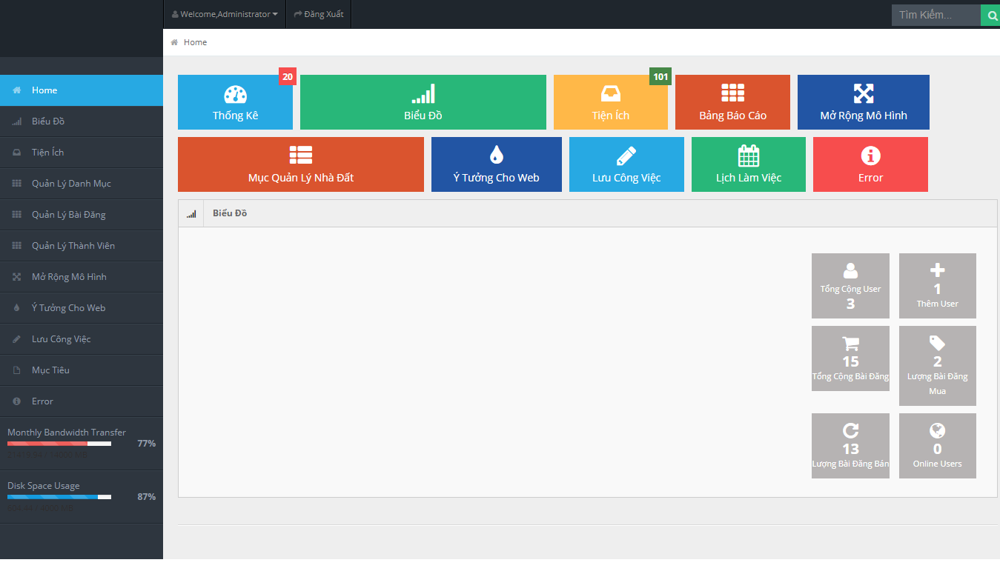 Welcome,Administrator
Đăng Xuất
Tìm Kiếm...
Home
Home
Biểu Đồ
Tiện Ích
Quản Lý Danh Mục
Quản Lý Bài Đăng
Quản Lý Thành Viên
Mở Rộng Mô Hình
Ý Tưởng Cho Web
Lưu Công Việc
Mục Tiêu
Error
Monthly Bandwidth Transfer
77%
Disk Space Usage
87%
20
Thống Kê
Biểu Đồ
101
Tiện Ích
Bảng Báo Cáo
Mở Rộng Mô Hình
Mục Quản Lý Nhà Đất
Ý Tưởng Cho Web
Lưu Công Việc
Lịch Làm Việc
Error
Biểu Đồ
Tổng Cộng User
3
1
Thêm User
15
Tổng Cộng Bài Đăng
2
Lượng Bài Đăng
Mua
13
Lượng Bài Đăng Bán
0
Online Users